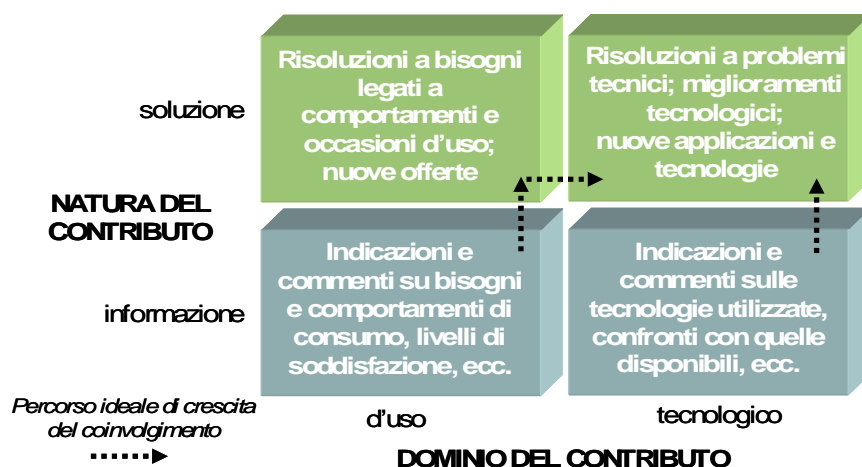 Risoluzioni a bisogni
legati a
comportamenti e
occasioni d'uso;
nuove offerte
Risoluzioni a problemi
tecnici; miglioramenti
tecnologici;
nuove applicazioni e
tecnologie
soluzione
NATURA DEL
CONTRIBUTO
informazione
Indicazioni e
commenti su bisogni
e comportamenti di
consumo, livelli di
soddisfazione, ecc.
Indicazioni e
commenti sulle
tecnologie utilizzate,
confronti con quelle
disponibili, ecc.
Percorso ideale di crescita
del coinvolgimento
d'uso
tecnologico
DOMINIO DEL CONTRIBUTO